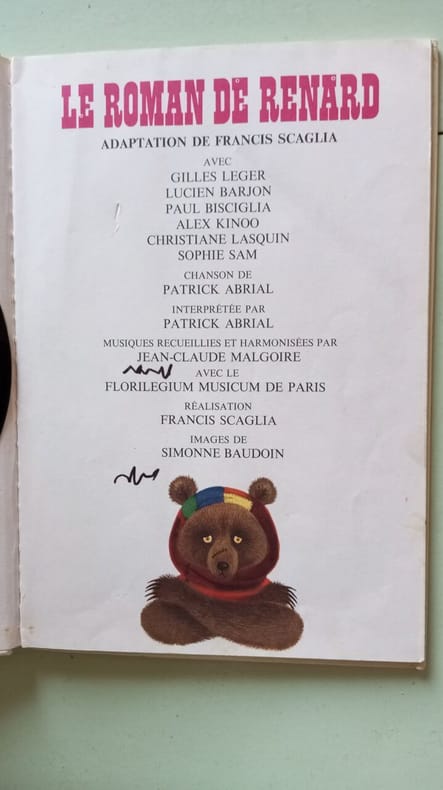 LE ROMAN DE RENARD
ADAPTATION DE FRANCIS SCAGLIA
AVEC
GILLES LEGER
LUCIEN BARJON
PAUL BISCIGLIA
ALEX KINOO
CHRISTIANE LASQUIN
SOPHIE SAM
CHANSON DE
PATRICK ABRIAL
INTERPRÉTÉE PAR
PATRICK ABRIAL
MUSIQUES RECUEILLIES ET HARMONISÉES PAR
JEAN-CLAUDE MALGOIRE
AVEC LE
FLORILEGIUM MUSICUM DE PARIS
RÉALISATION
FRANCIS SCAGLIA
IMAGES DE
SIMONNE BAUDOIN